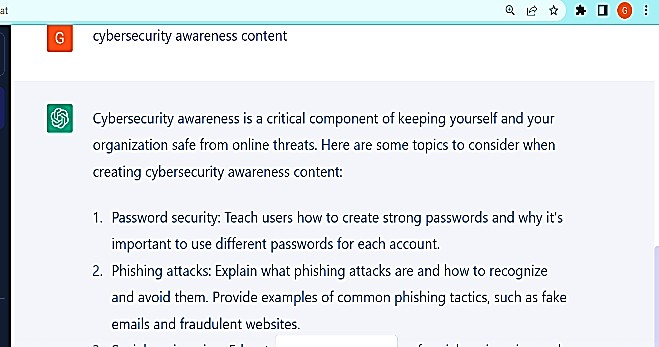 at
G
G
cybersecurity awareness content
Cybersecurity awareness is a critical component of keeping yourself and your
organization safe from online threats. Here are some topics to consider when
creating cybersecurity awareness content:
1. Password security: Teach users how to create strong passwords and why it's
important to use different passwords for each account.
2. Phishing attacks: Explain what phishing attacks are and how to recognize
and avoid them. Provide examples of common phishing tactics, such as fake
emails and fraudulent websites.